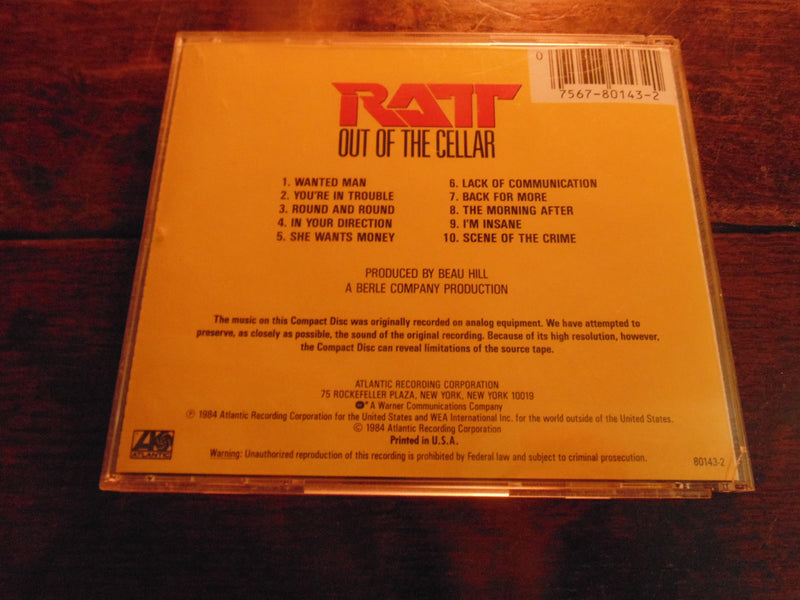 0
7567-80143-2
RATT
OUT OF THE CELLAR
1. WANTED MAN
2. YOU'RE IN TROUBLE
3. ROUND AND ROUND
4. IN YOUR DIRECTION
5. SHE WANTS MONEY
6. LACK OF COMMUNICATION
7. BACK FOR MORE
8. THE MORNING AFTER
9. I'M INSANE
10. SCENE OF THE CRIME
PRODUCED BY BEAU HILL
A BERLE COMPANY PRODUCTION
The music on this Compact Disc was originally recorded on analog equipment. We have attempted to
preserve, as closely as possible, the sound of the original recording. Because of its high resolution, however,
the Compact Disc can reveal limitations of the source tape.
ATLANTIC RECORDING CORPORATION
75 ROCKEFELLER PLAZA, NEW YORK, NEW YORK 10019
A Warner Communications Company
℗ 1984 Atlantic Recording Corporation for the United States and WEA International Inc. for the world outside of the United States.
© 1984 Atlantic Recording Corporation
Printed in U.S.A.
ATLANTIC
Warning: Unauthorized reproduction of this recording is prohibited by Federal law and subject to criminal prosecution.
80143-2